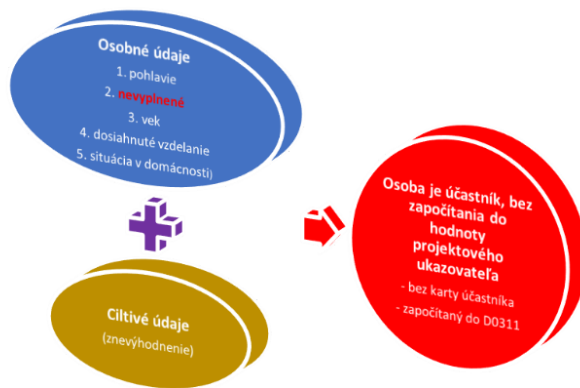 Osobné údaje
1. pohlavie
2. nevyplnené
3. vek
4. dosiahnuté vzdelanie
5. situácia v domácnosti)
Ciltivé údaje
(znevýhodnenie)
Osoba je účastník, bez
započítania do
hodnoty
projektového
ukazovateľa
- bez karty účastníka
- započítaný do D0311